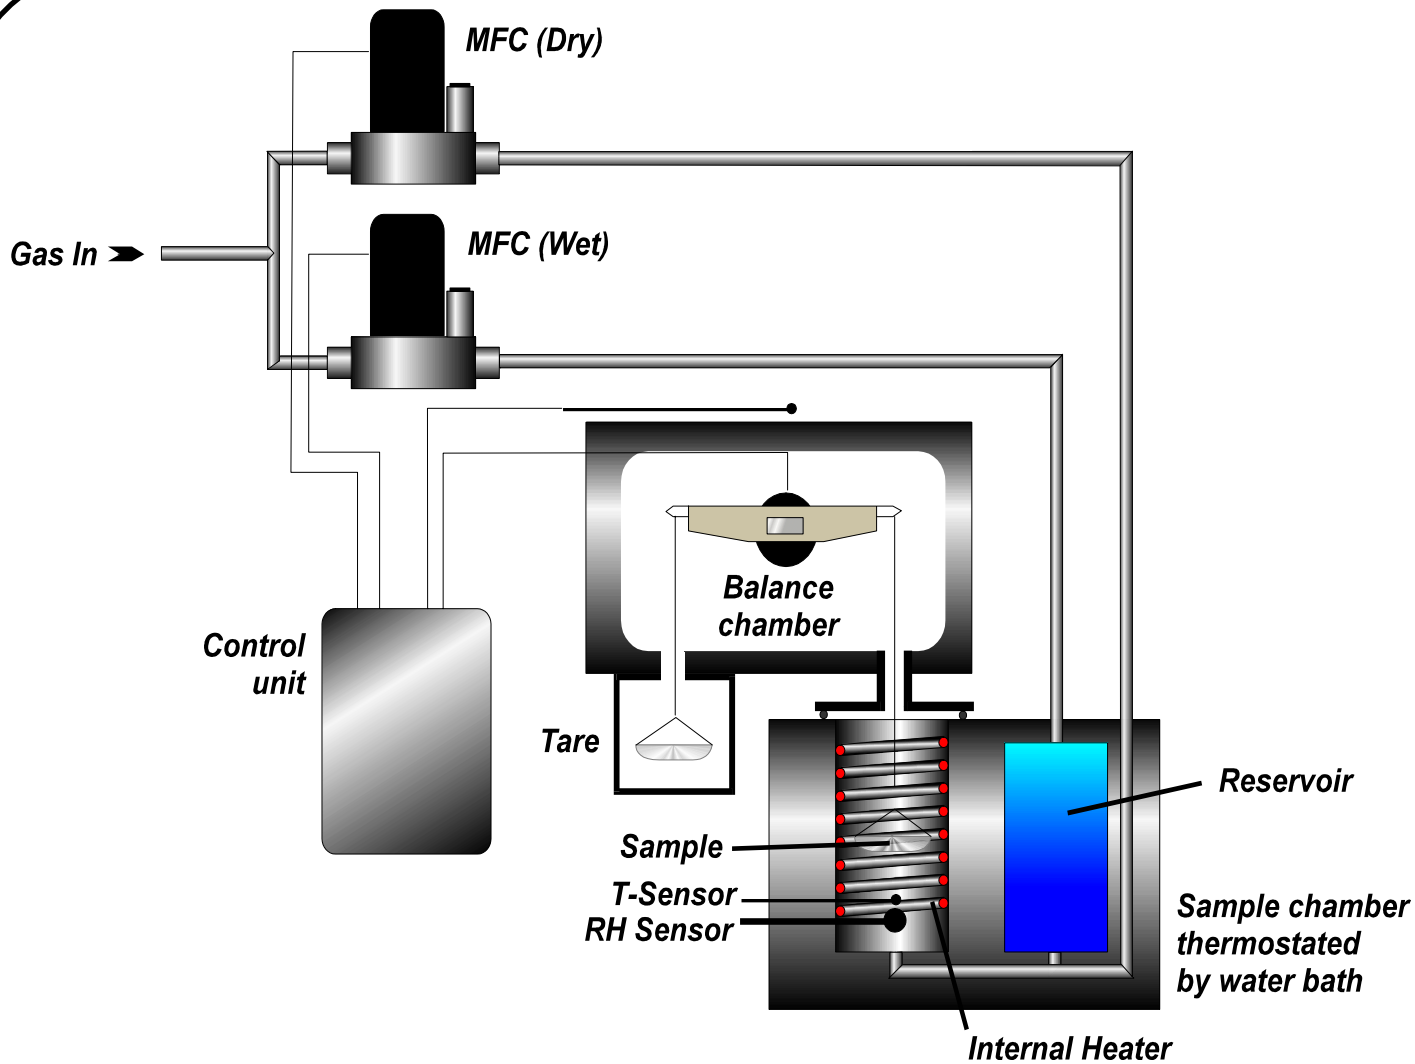 MFC (Dry)
MFC (Wet)
Gas In
Balance
chamber
Control
unit
Tare
Reservoir
Sample
T-Sensor
RH Sensor
Sample chamber
thermostated
by water bath
Internal Heater